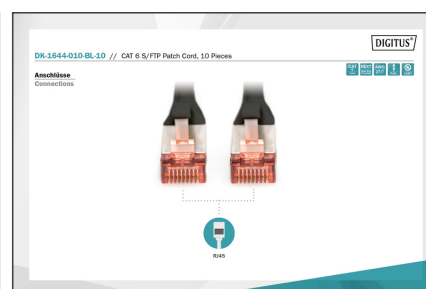 DIGITUS®
DK-1644-010-BL-10 // CAT 6 S/FTP Patch Cord, 10 Pieces
Anschlüsse
Connections
RJ45